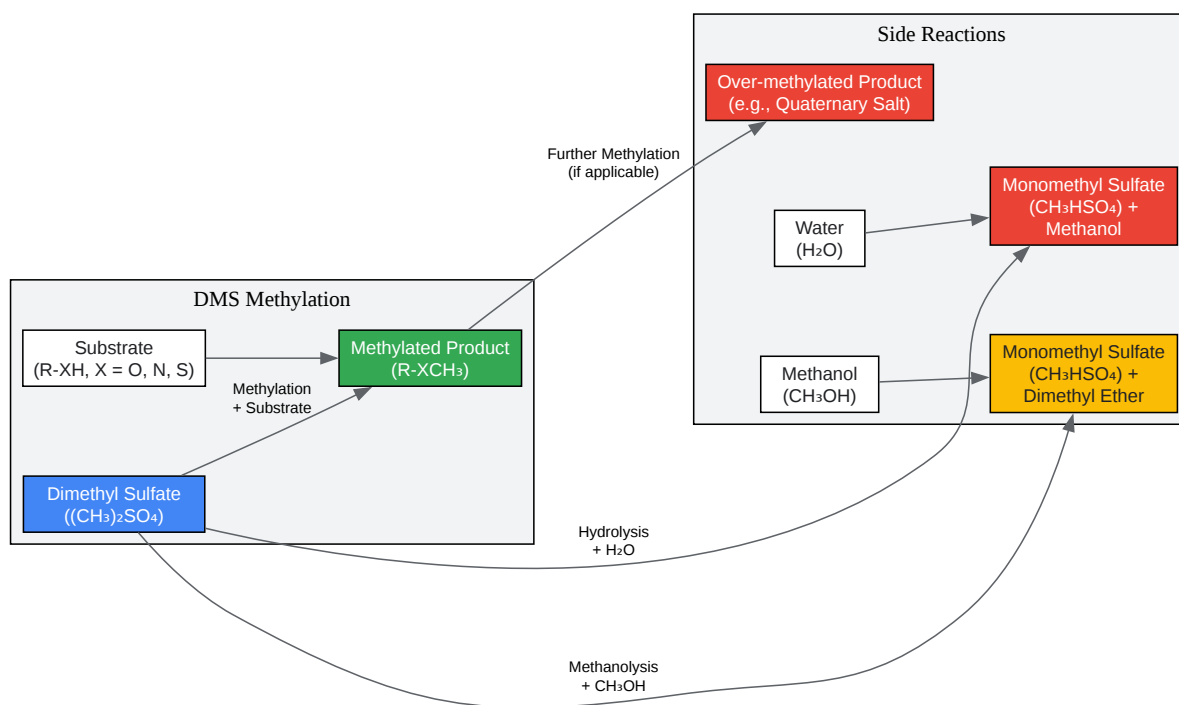 Side Reactions
Over-methylated Product
(e.g., Quaternary Salt)
Further Methylation
(if applicable)
Monomethyl Sulfate
(CH₃HSO₄) +
Methanol
Water
(H₂O)
DMS Methylation
Substrate
(R-XH, X = O, N, S)
Methylated Product
(R-XCH₃)
Methylation
+ Substrate
Monomethyl Sulfate
(CH₃HSO₄) +
Dimethyl Ether
Methanol
(CH₃OH)
Dimethyl Sulfate
((CH₃)₂SO₄)
Hydrolysis
+ H₂O
Methanolysis
+ CH₃OH